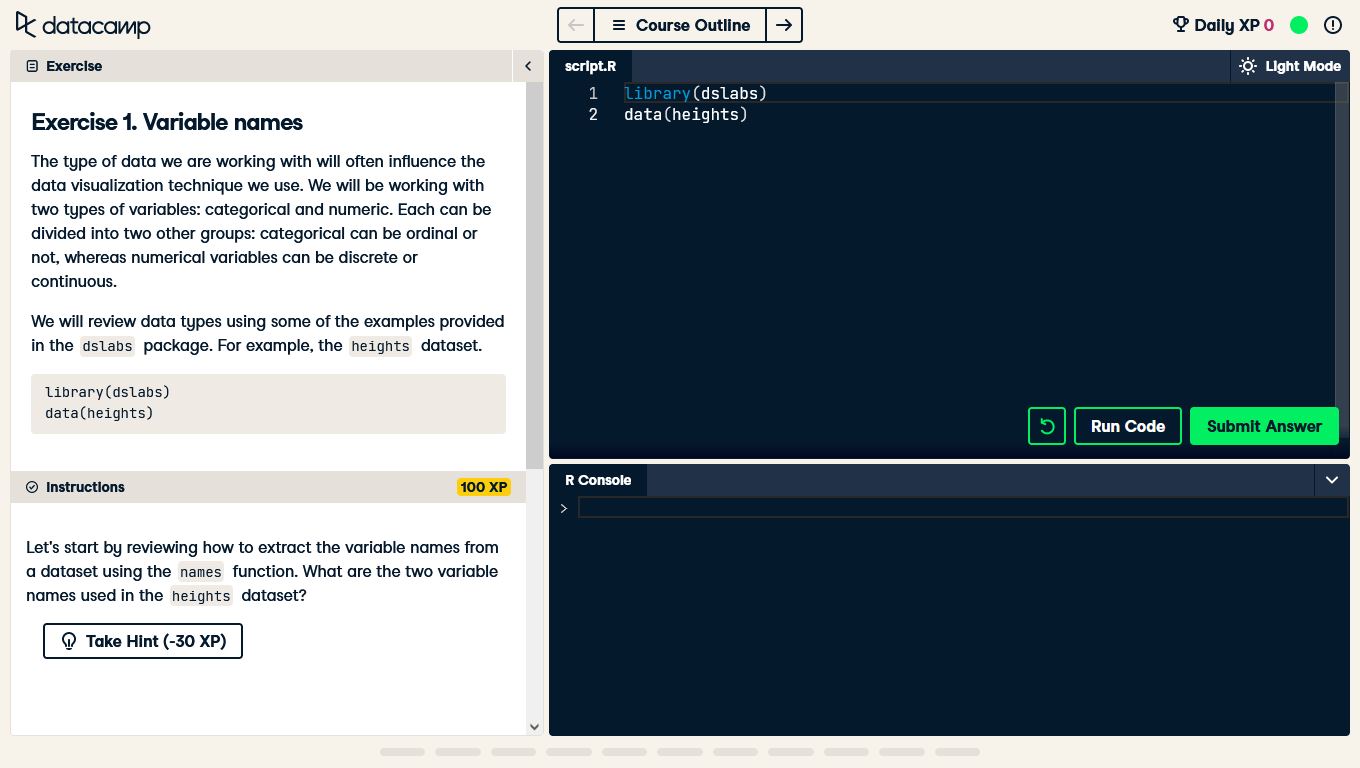 datacamp
Course Outline
Daily XP 0
Exercise
Exercise 1. Variable names
The type of data we are working with will often influence the
data visualization technique we use. We will be working with
two types of variables: categorical and numeric. Each can be
divided into two other groups: categorical can be ordinal or
not, whereas numerical variables can be discrete or
continuous.
We will review data types using some of the examples provided
in the dslabs package. For example, the heights dataset.
library(dslabs)
data(heights)
Instructions
100 XP
Let's start by reviewing how to extract the variable names from
a dataset using the names function. What are the two variable
names used in the heights dataset?
Take Hint (-30 XP)
script.R
Light Mode
1 library(dslabs)
2 data(heights)
Run Code
Submit Answer
R Console
>